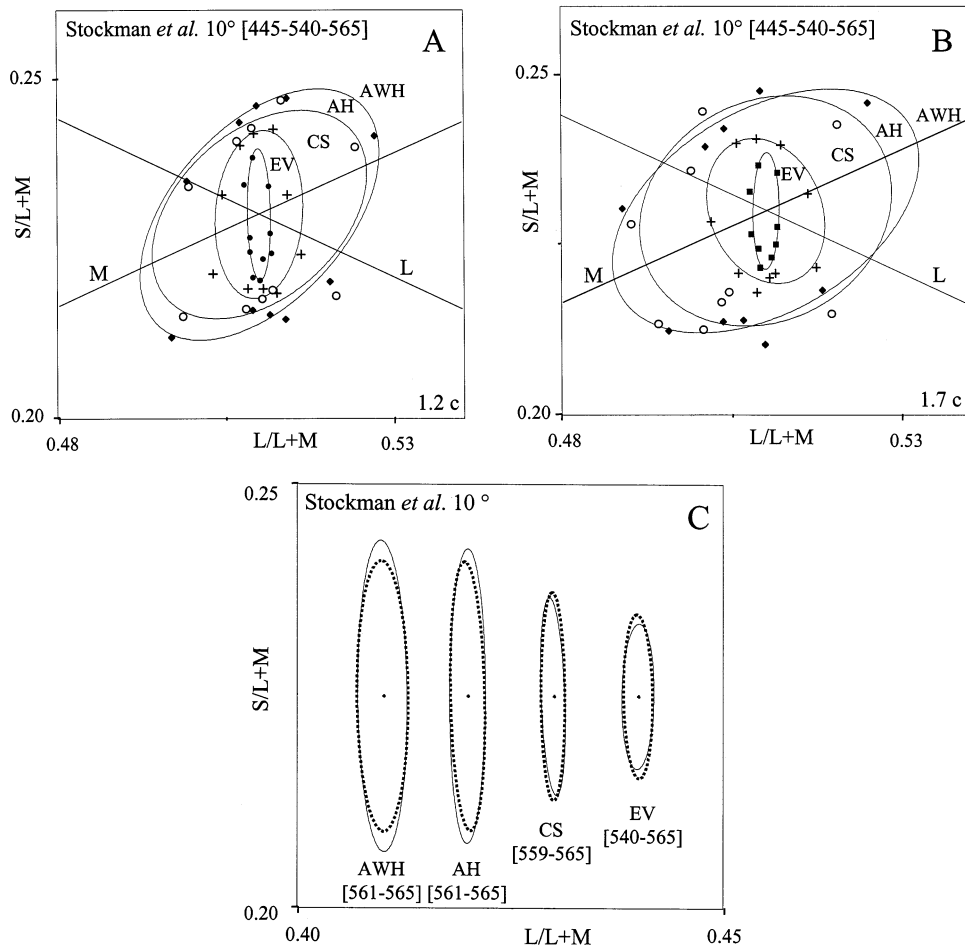 Stockman et al. 10° [445-540-565]
A
0.25
AWH
AH
CS
EV
S/L+M
M
L
0.20
1.2 c
0.48
0.53
L/L+M
Stockman et al. 10° [445-540-565]
B
0.25
AWH
AH
CS
EV
S/L+M
M
L
0.20
1.7 c
0.48
0.53
L/L+M
0.25
Stockman et al. 10 °
C
S/L+M
AWH
[561-565]
AH
[561-565]
CS
[559-565]
EV
[540-565]
0.20
0.40
0.45
L/L+M